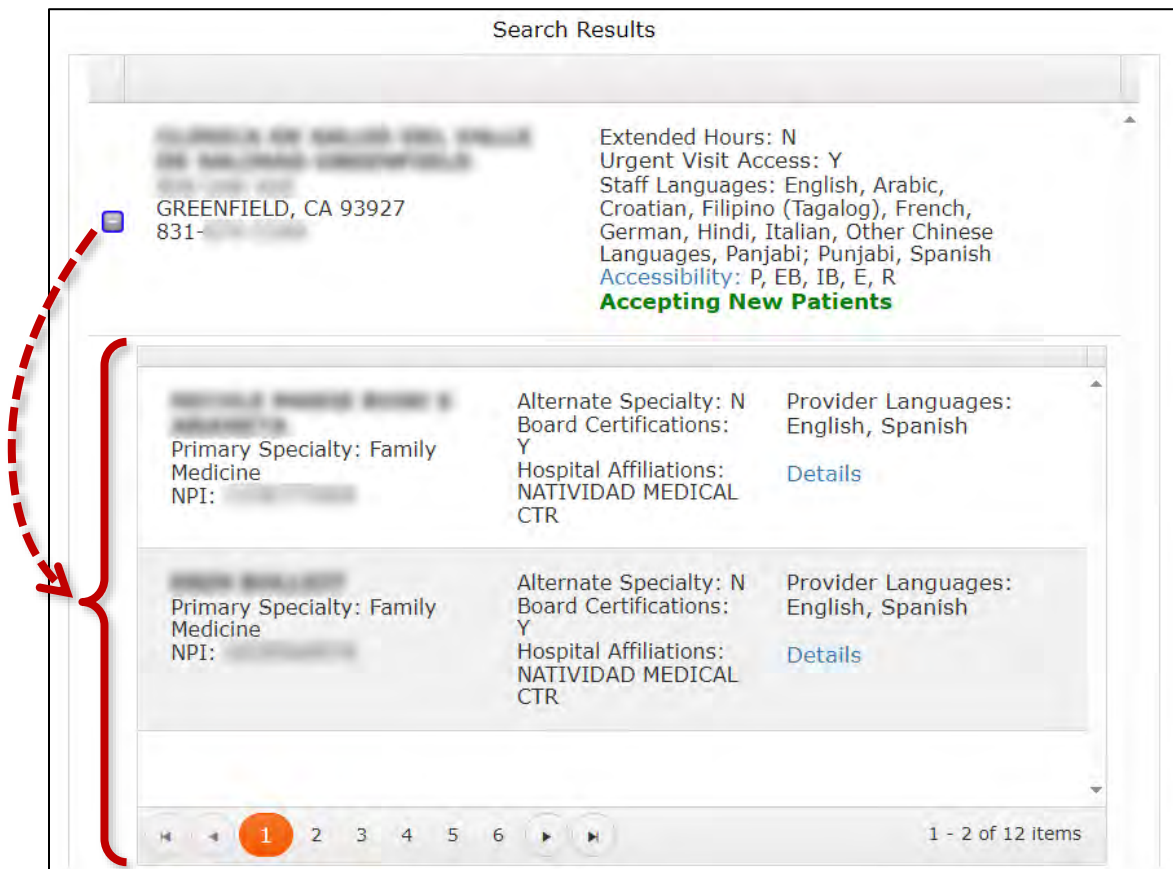 Search Results
Extended Hours: N
Urgent Visit Access: Y
Staff Languages: English, Arabic,
Croatian, Filipino (Tagalog), French,
German, Hindi, Italian, Other Chinese
Languages, Panjabi; Punjabi, Spanish
Accessibility: P, EB, IB, E, R
Accepting New Patients
GREENFIELD, CA 93927
831-
Primary Specialty: Family
Medicine
NPI:
Alternate Specialty: N
Board Certifications:
Y
Hospital Affiliations:
NATIVIDAD MEDICAL
CTR
Provider Languages:
English, Spanish
Details
Primary Specialty: Family
Medicine
NPI:
Alternate Specialty: N
Board Certifications:
Y
Hospital Affiliations:
NATIVIDAD MEDICAL
CTR
Provider Languages:
English, Spanish
Details
1 2 3 4 5 6
1 - 2 of 12 items